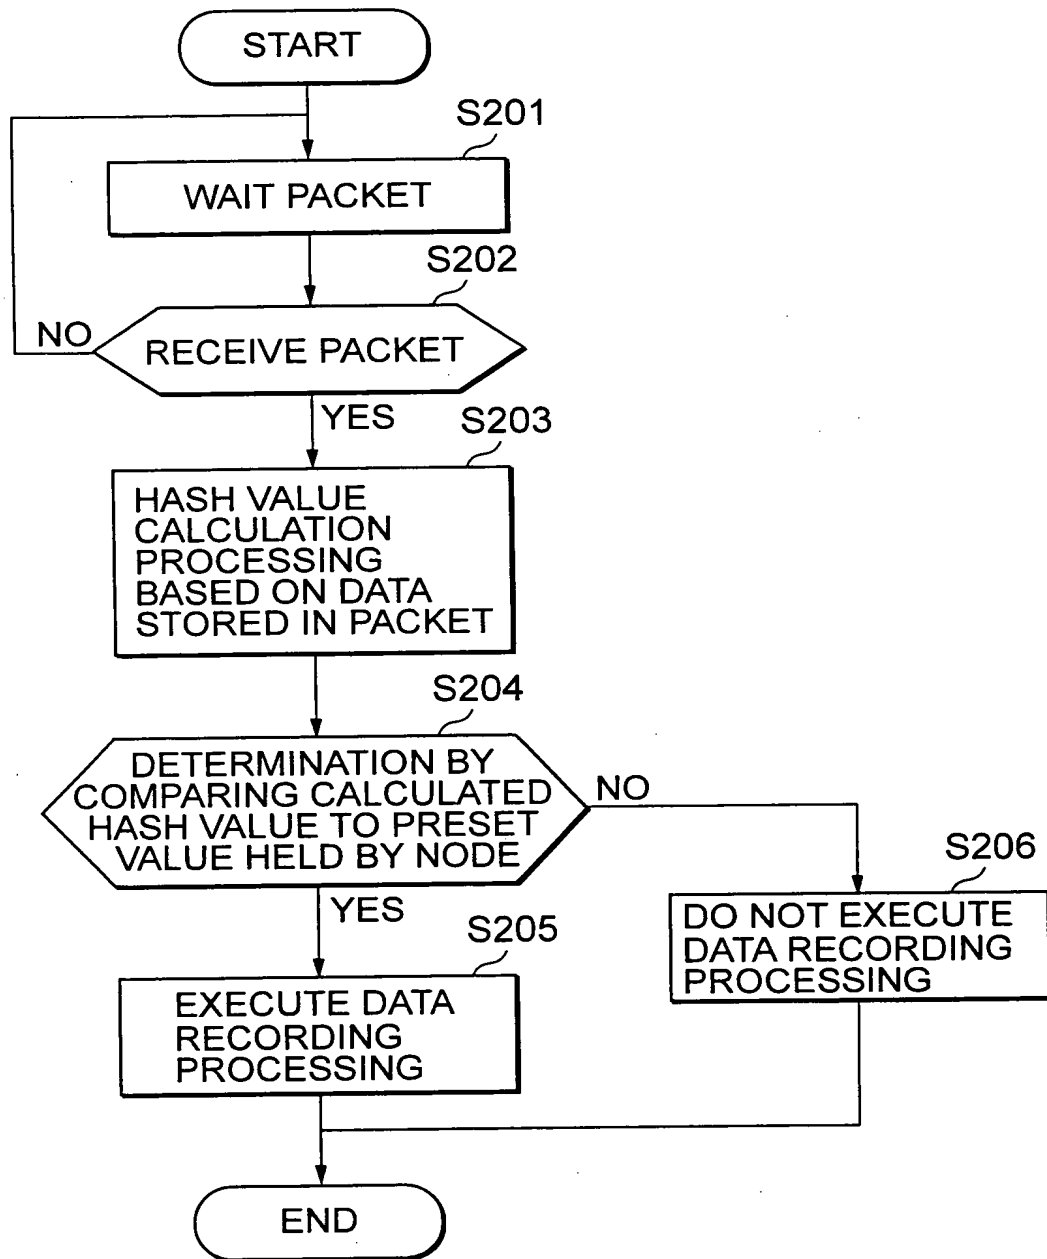 START
S201
WAIT PACKET
S202
NO
RECEIVE PACKET
YES
S203
HASH VALUE
CALCULATION
PROCESSING
BASED ON DATA
STORED IN PACKET
S204
DETERMINATION BY
COMPARING CALCULATED
HASH VALUE TO PRESET
VALUE HELD BY NODE
NO
YES
S206
DO NOT EXECUTE
DATA RECORDING
PROCESSING
S205
EXECUTE DATA
RECORDING
PROCESSING
END